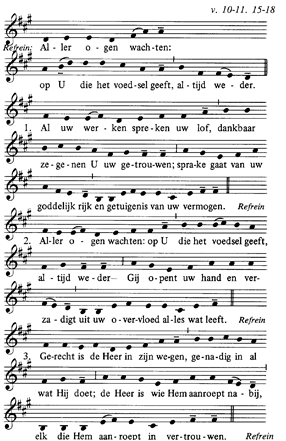 v. 10-11. 15-18
Refrein: Al-ler o-gen wach-ten:
op U die het voed-sel geeft, al-tijd we-der.
1. Al uw wer-ken spre-ken uw lof, dankbaar
ze-ge-nen U uw ge-trou-wen; spra-ke gaat van uw
goddelijk rijk en getuigenis van uw vermogen. Refrein
2. Al-ler o-gen wachten: op U die het voedsel geeft,
al-tijd we-der— Gij o-pent uw hand en ver-
za-digt uit uw o-ver-vloed al-les wat leeft. Refrein
3. Ge-recht is de Heer in zijn we-gen, ge-na-dig in al
wat Hij doet; de Heer is wie Hem aanroept na-bij,
elk die Hem aan-roept in ver-trou-wen. Refrein